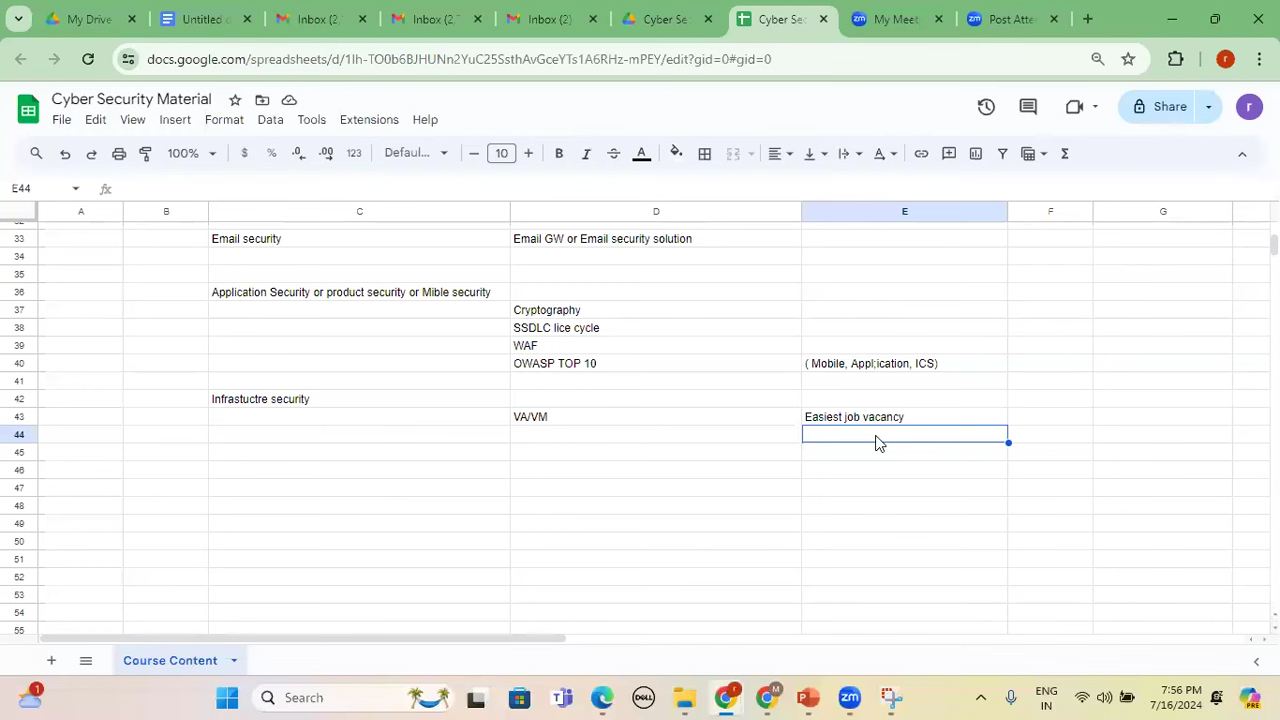 My Drive
Untitled d
Inbox (2,
Inbox (2,
Inbox (2)
Cyber Se
Cyber Sec
My Meet
Post Atte
docs.google.com/spreadsheets/d/1Ih-TO0b6BJHUNn2YuC25SsthAvGceYTs1A6RHz-mPEY/edit?gid=0#gid=0
r
Cyber Security Material
File Edit View Insert Format Data Tools Extensions Help
Share
r
100% $ % .0 .00 123 Defaul... 10 B I A
E44 fx
A B C D E F G
32
33 Email security Email GW or Email security solution
34
35
36 Application Security or product security or Mible security
37 Cryptography
38 SSDLC lice cycle
39 WAF
40 OWASP TOP 10 ( Mobile, Appl;ication, ICS)
41
42 Infrastuctre security
43 VA/VM Easiest job vacancy
44
45
46
47
48
49
50
51
52
53
54
55
Course Content
1
Search
DELL
r
M
zm
ENG
IN
7:56 PM
7/16/2024
PRE